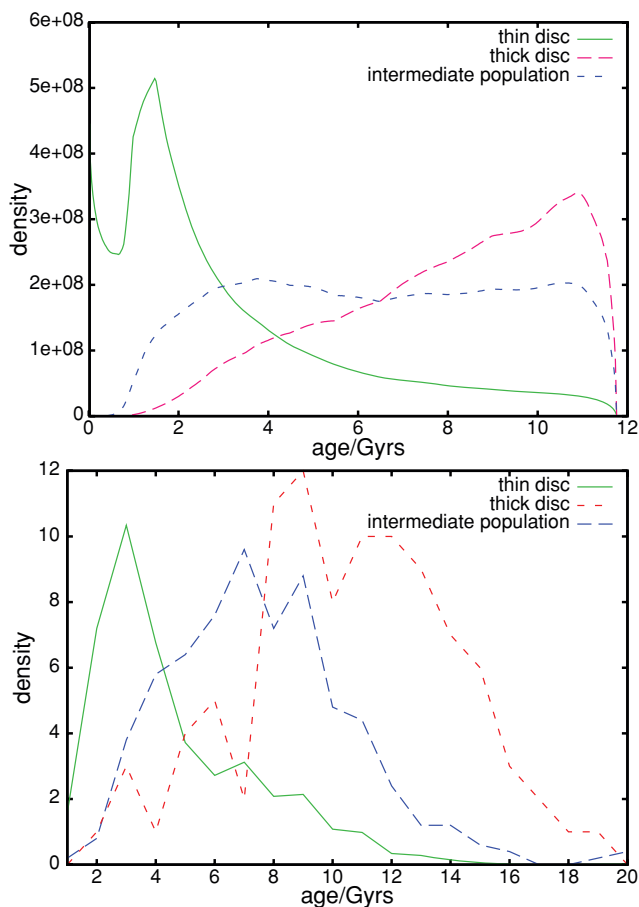 6e+08
5e+08
4e+08
3e+08
2e+08
1e+08
0
density
thin disc
thick disc
intermediate population
0 2 4 6 8 10 12
age/Gyrs
12
10
8
6
4
2
0
density
thin disc
thick disc
intermediate population
2 4 6 8 10 12 14 16 18 20
age/Gyrs